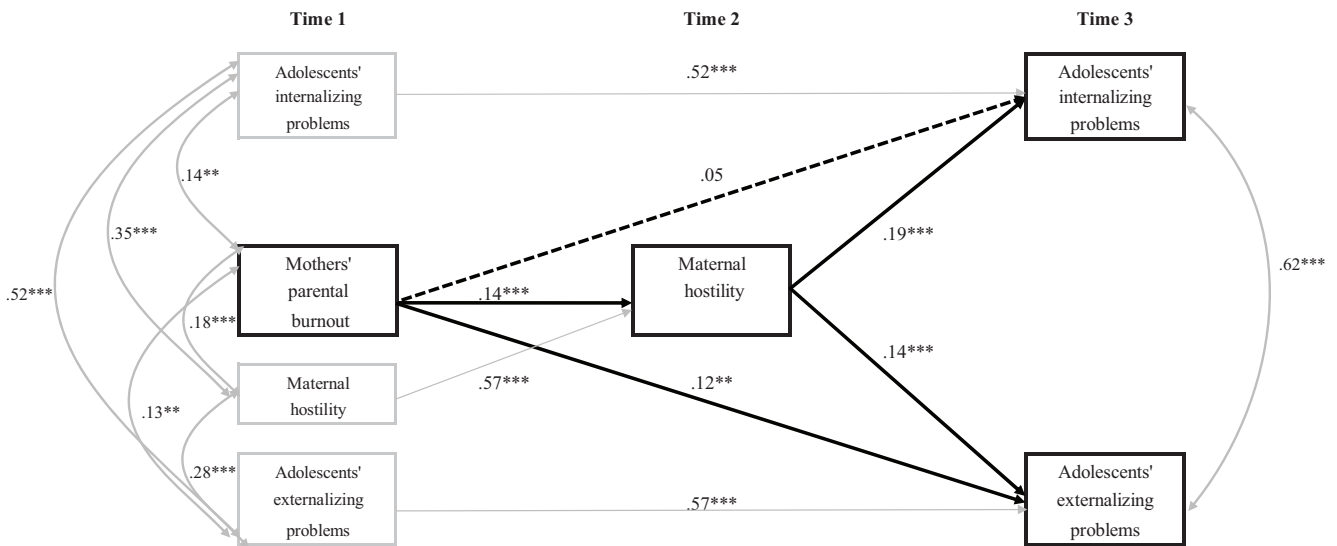 Time 1
Time 2
Time 3
Adolescents'
internalizing
problems
.52***
Adolescents'
internalizing
problems
.14**
.05
.35***
.19***
Mothers'
parental
burnout
Maternal
hostility
.62***
.52***
.14***
.18***
.14***
Maternal
hostility
.57***
.12**
.13**
.28***
Adolescents'
externalizing
problems
.57***
Adolescents'
externalizing
problems